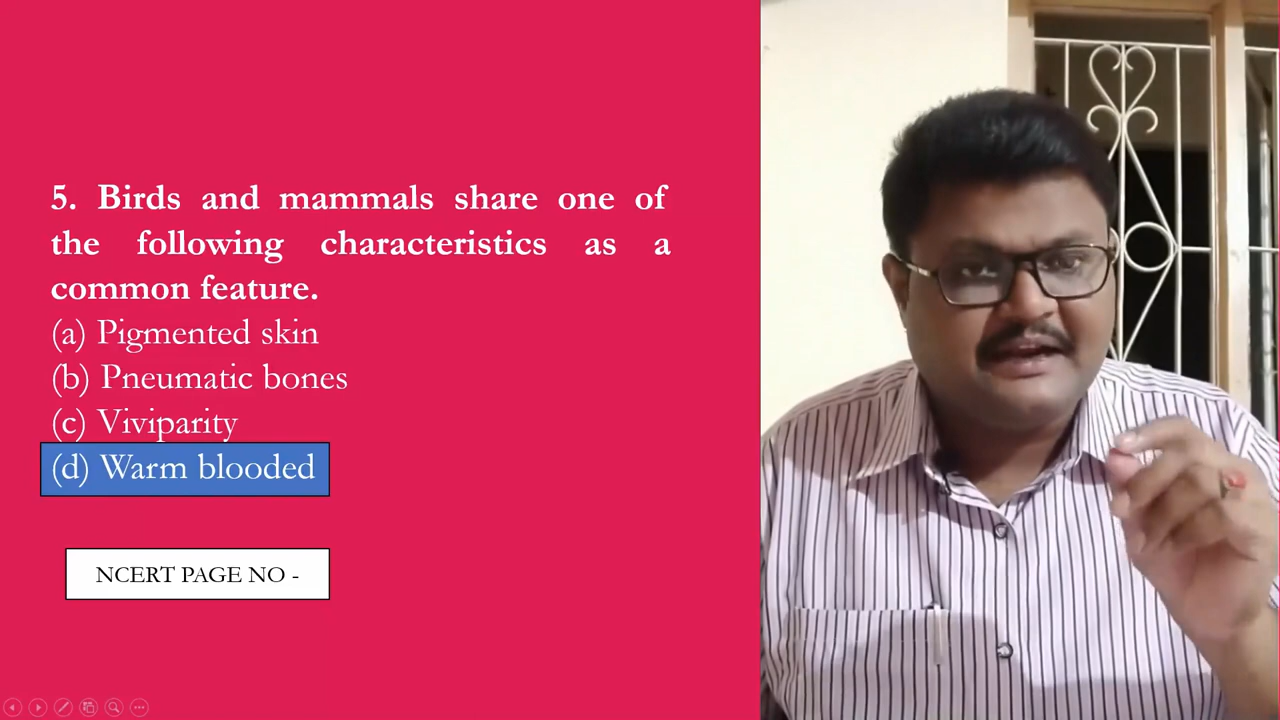 5. Birds and mammals share one of
the following characteristics as a
common feature.
(a) Pigmented skin
(b) Pneumatic bones
(c) Viviparity
(d) Warm blooded
NCERT PAGE NO -